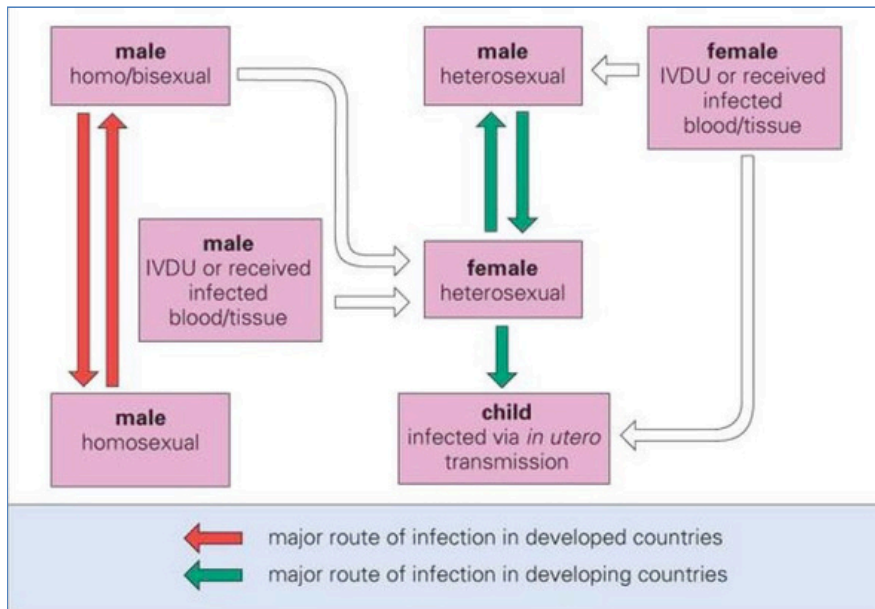 male
homo/bisexual
male
heterosexual
female
IVDU or received
infected
blood/tissue
male
IVDU or received
infected
blood/tissue
female
heterosexual
male
homosexual
child
infected via in utero
transmission
major route of infection in developed countries
major route of infection in developing countries